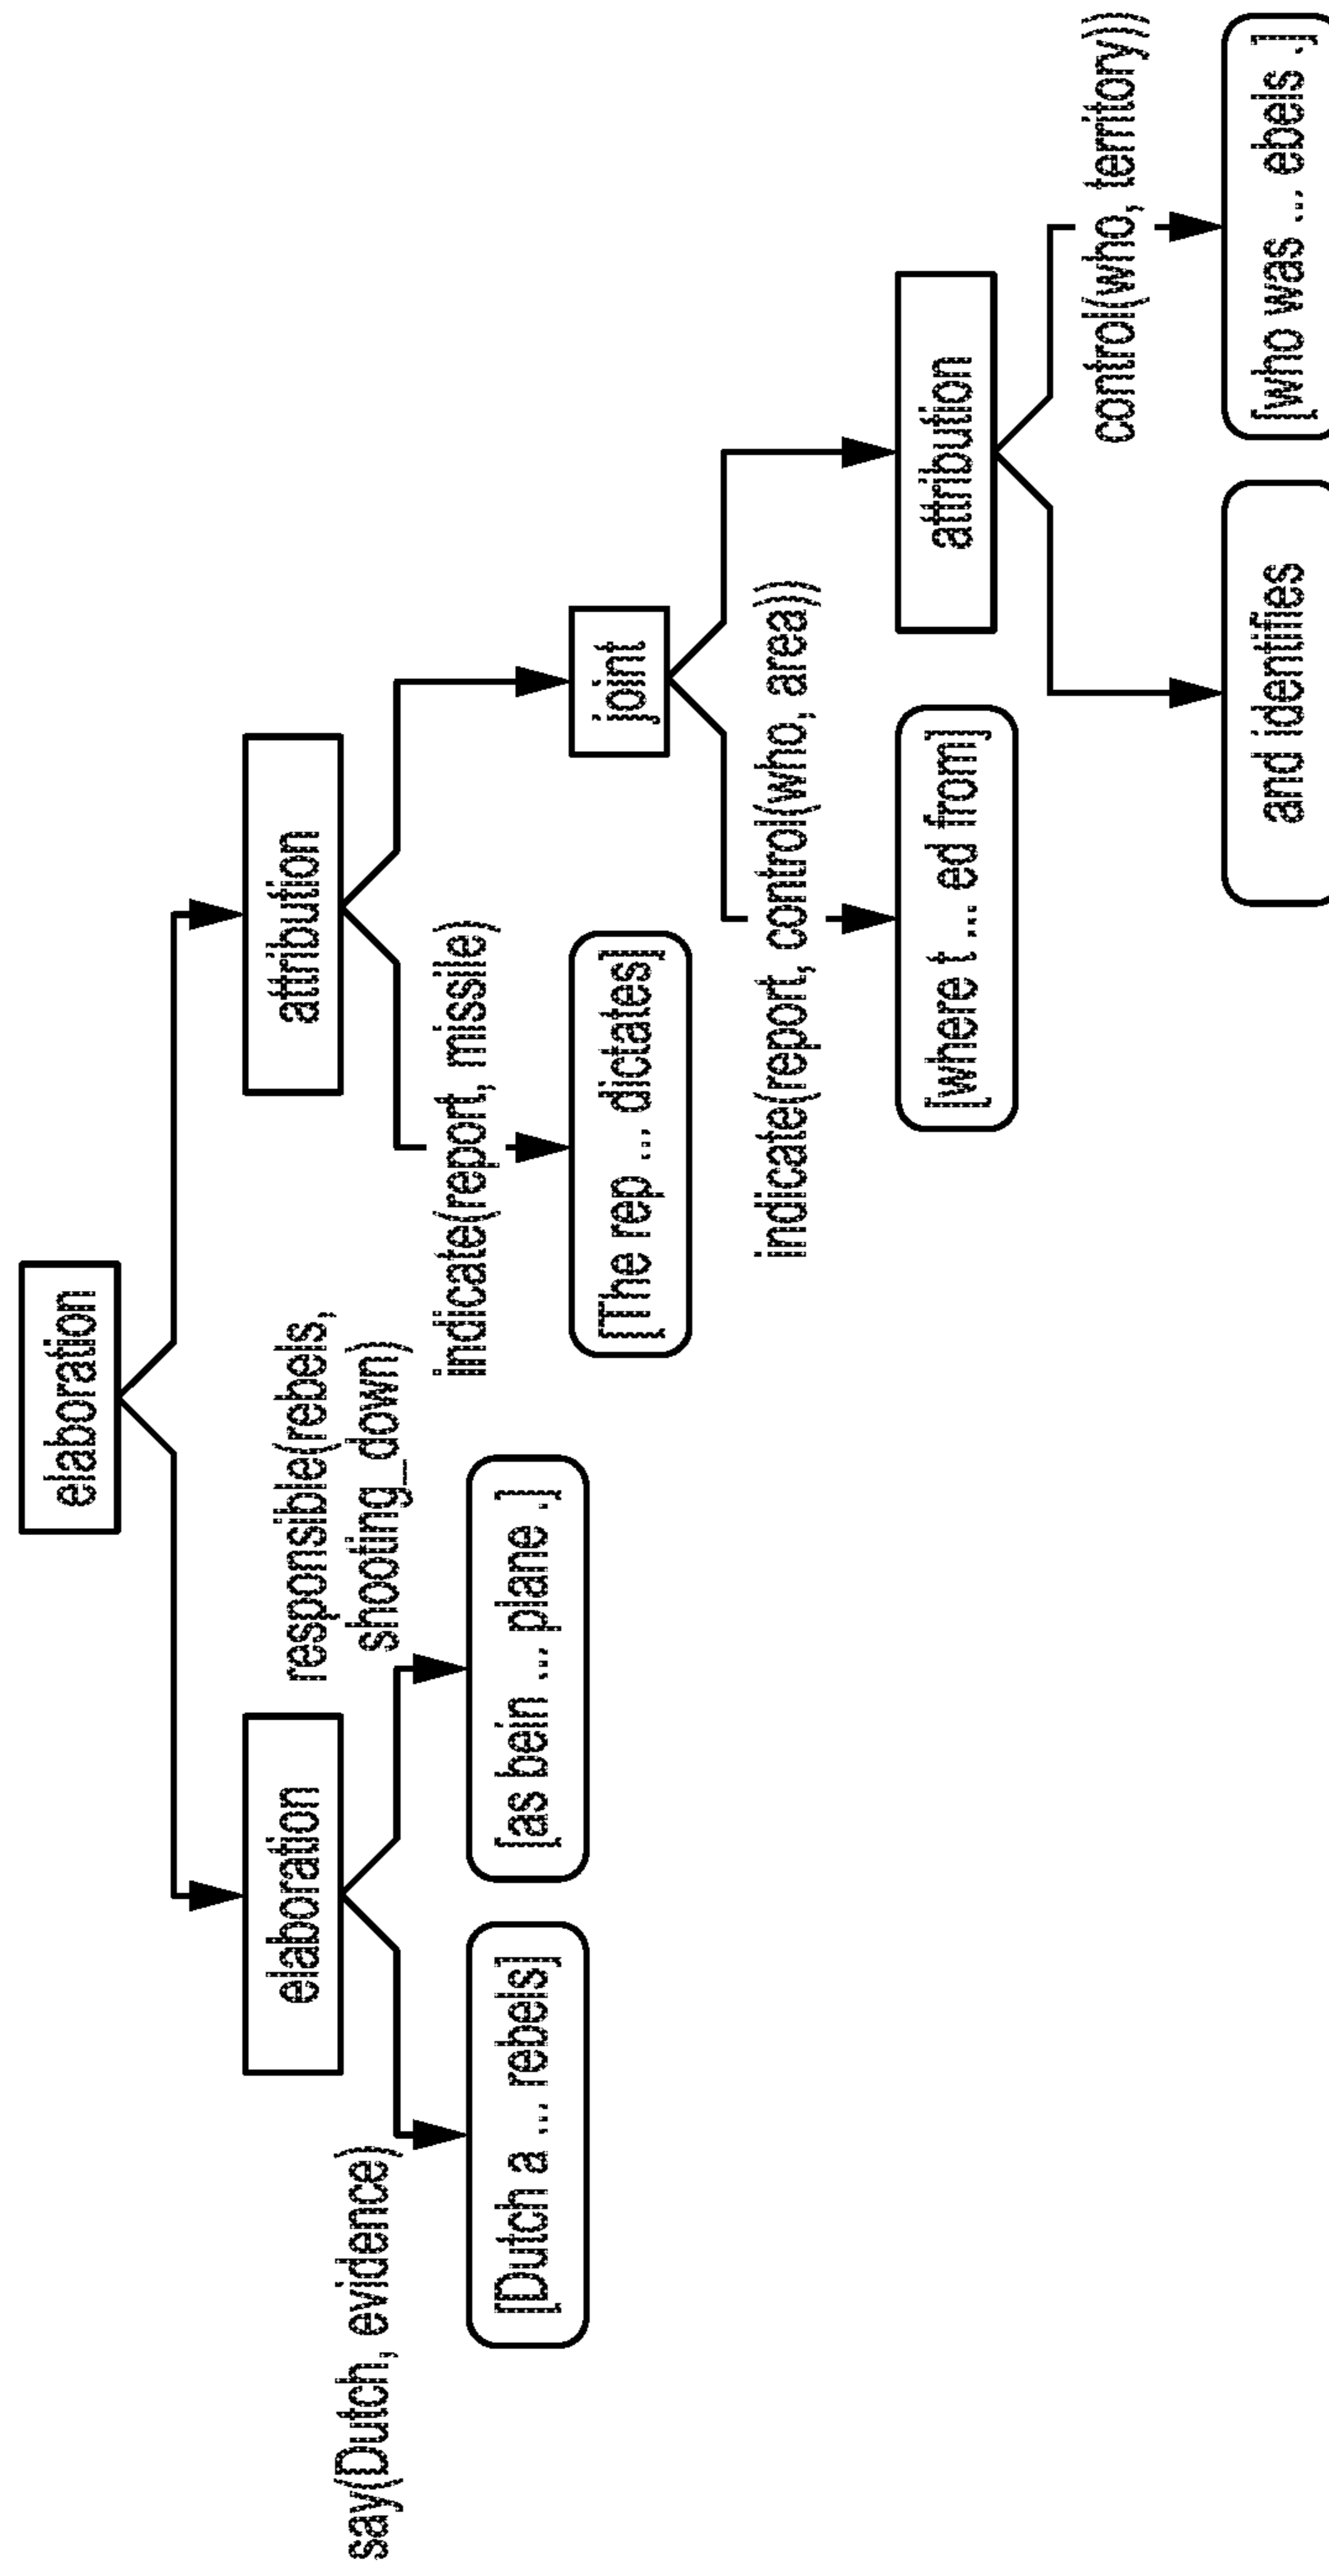 elaboration
elaboration
attribution
say(Dutch, evidence)
responsible(rebels,
shooting_down)
[Dutch a ... rebels]
[as bein ... plane .]
indicate(report, missile)
[The rep ... dictates]
joint
indicate(report, control(who, area))
[where t ... ed from]
attribution
control(who, territory))
and identifies
[who was ... ebels .]